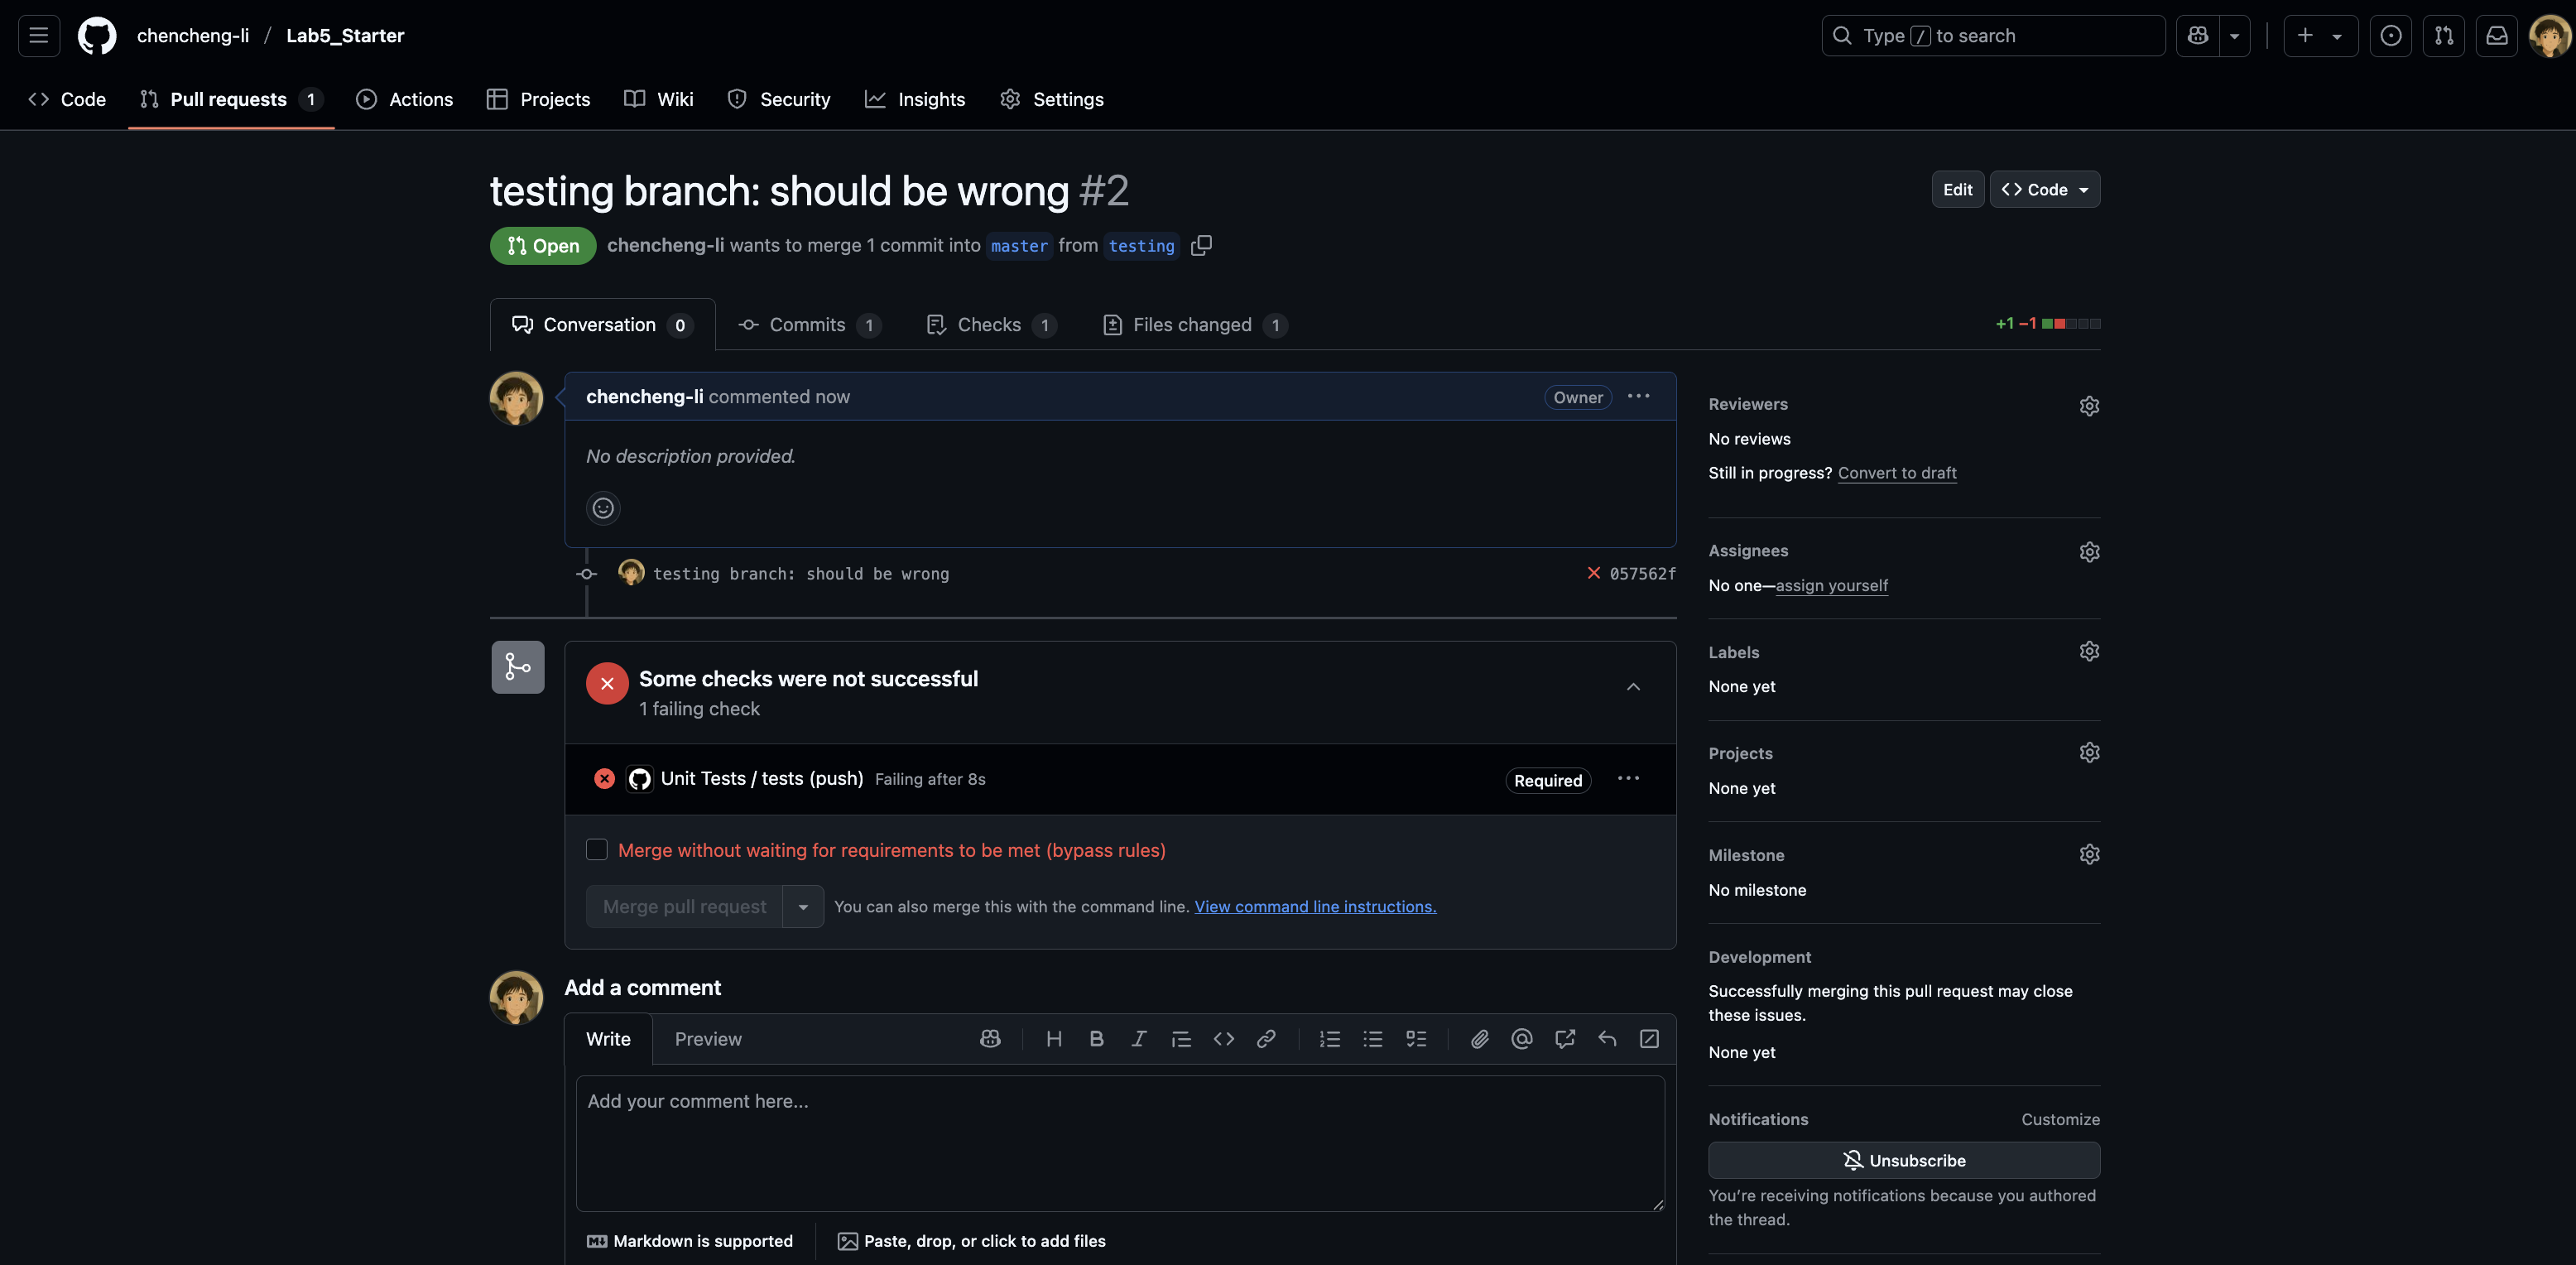 chencheng-li / Lab5_Starter
Type / to search
Code
Pull requests 1
Actions
Projects
Wiki
Security
Insights
Settings
testing branch: should be wrong #2
Edit
Code
Open
chencheng-li wants to merge 1 commit into master from testing
Conversation 0
Commits 1
Checks 1
Files changed 1
+1 −1
chencheng-li commented now
Owner
No description provided.
testing branch: should be wrong
057562f
Some checks were not successful
1 failing check
Unit Tests / tests (push) Failing after 8s
Required
Merge without waiting for requirements to be met (bypass rules)
Merge pull request
You can also merge this with the command line. View command line instructions.
Add a comment
Write
Preview
Add your comment here...
Markdown is supported
Paste, drop, or click to add files
Reviewers
No reviews
Still in progress? Convert to draft
Assignees
No one—assign yourself
Labels
None yet
Projects
None yet
Milestone
No milestone
Development
Successfully merging this pull request may close
these issues.
None yet
Notifications
Customize
Unsubscribe
You're receiving notifications because you authored
the thread.